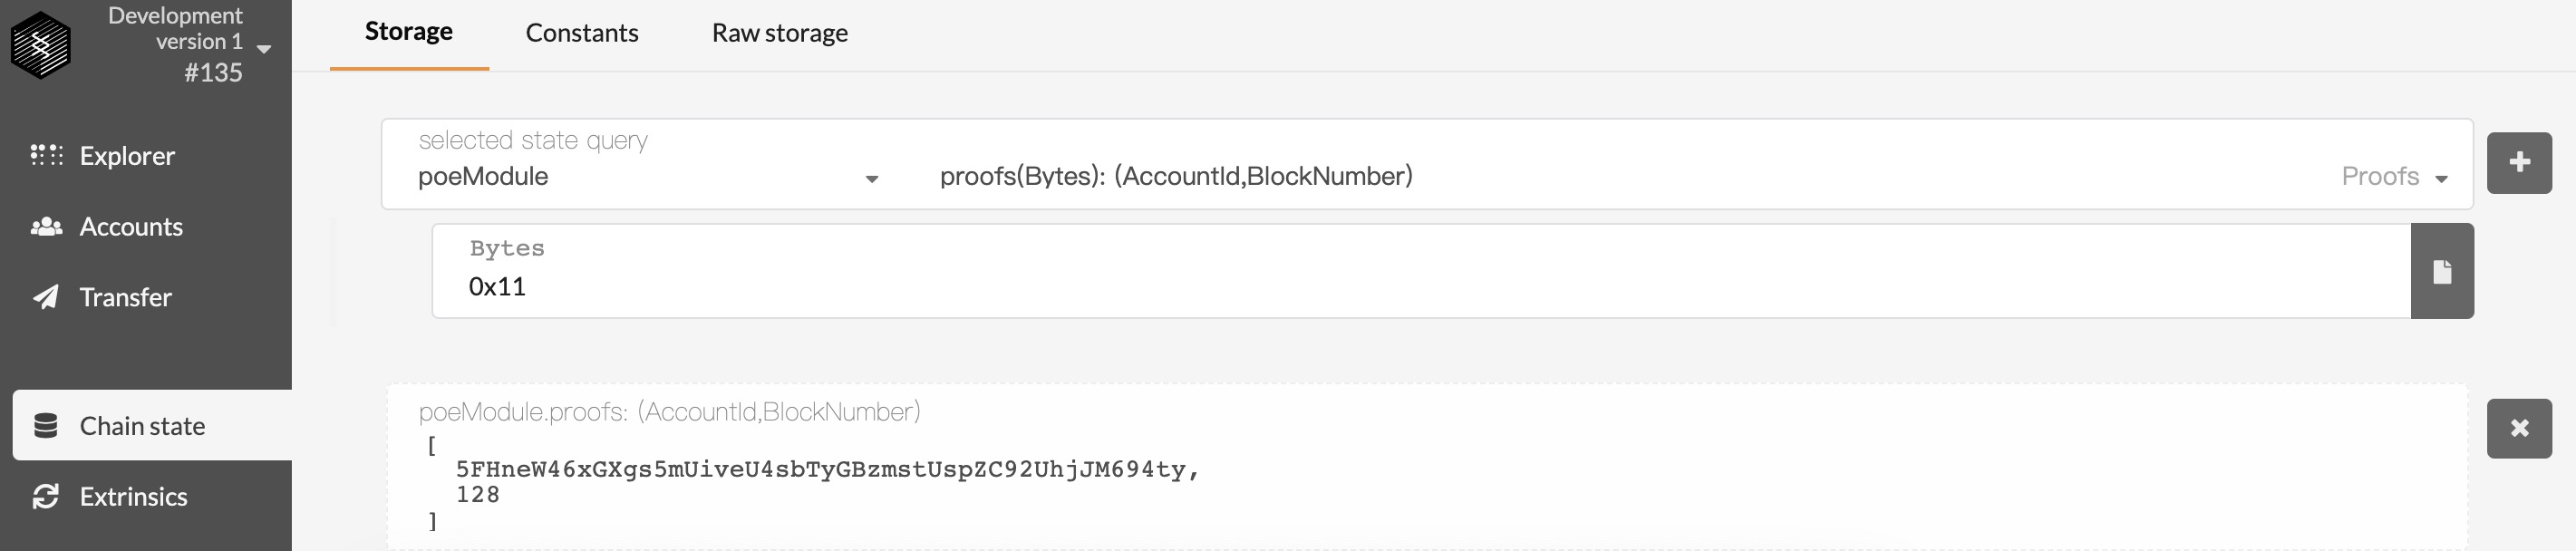 Development
version 1
#135
Explorer
Accounts
Transfer
Chain state
Extrinsics
Storage Constants Raw storage
selected state query
poeModule proofs(Bytes): (AccountId,BlockNumber) Proofs
Bytes
0x11
poeModule.proofs: (AccountId,BlockNumber)
[
5FHneW46xGXgs5mUiveU4sbTyGBzmstUspZC92UhjJM694ty,
128
]